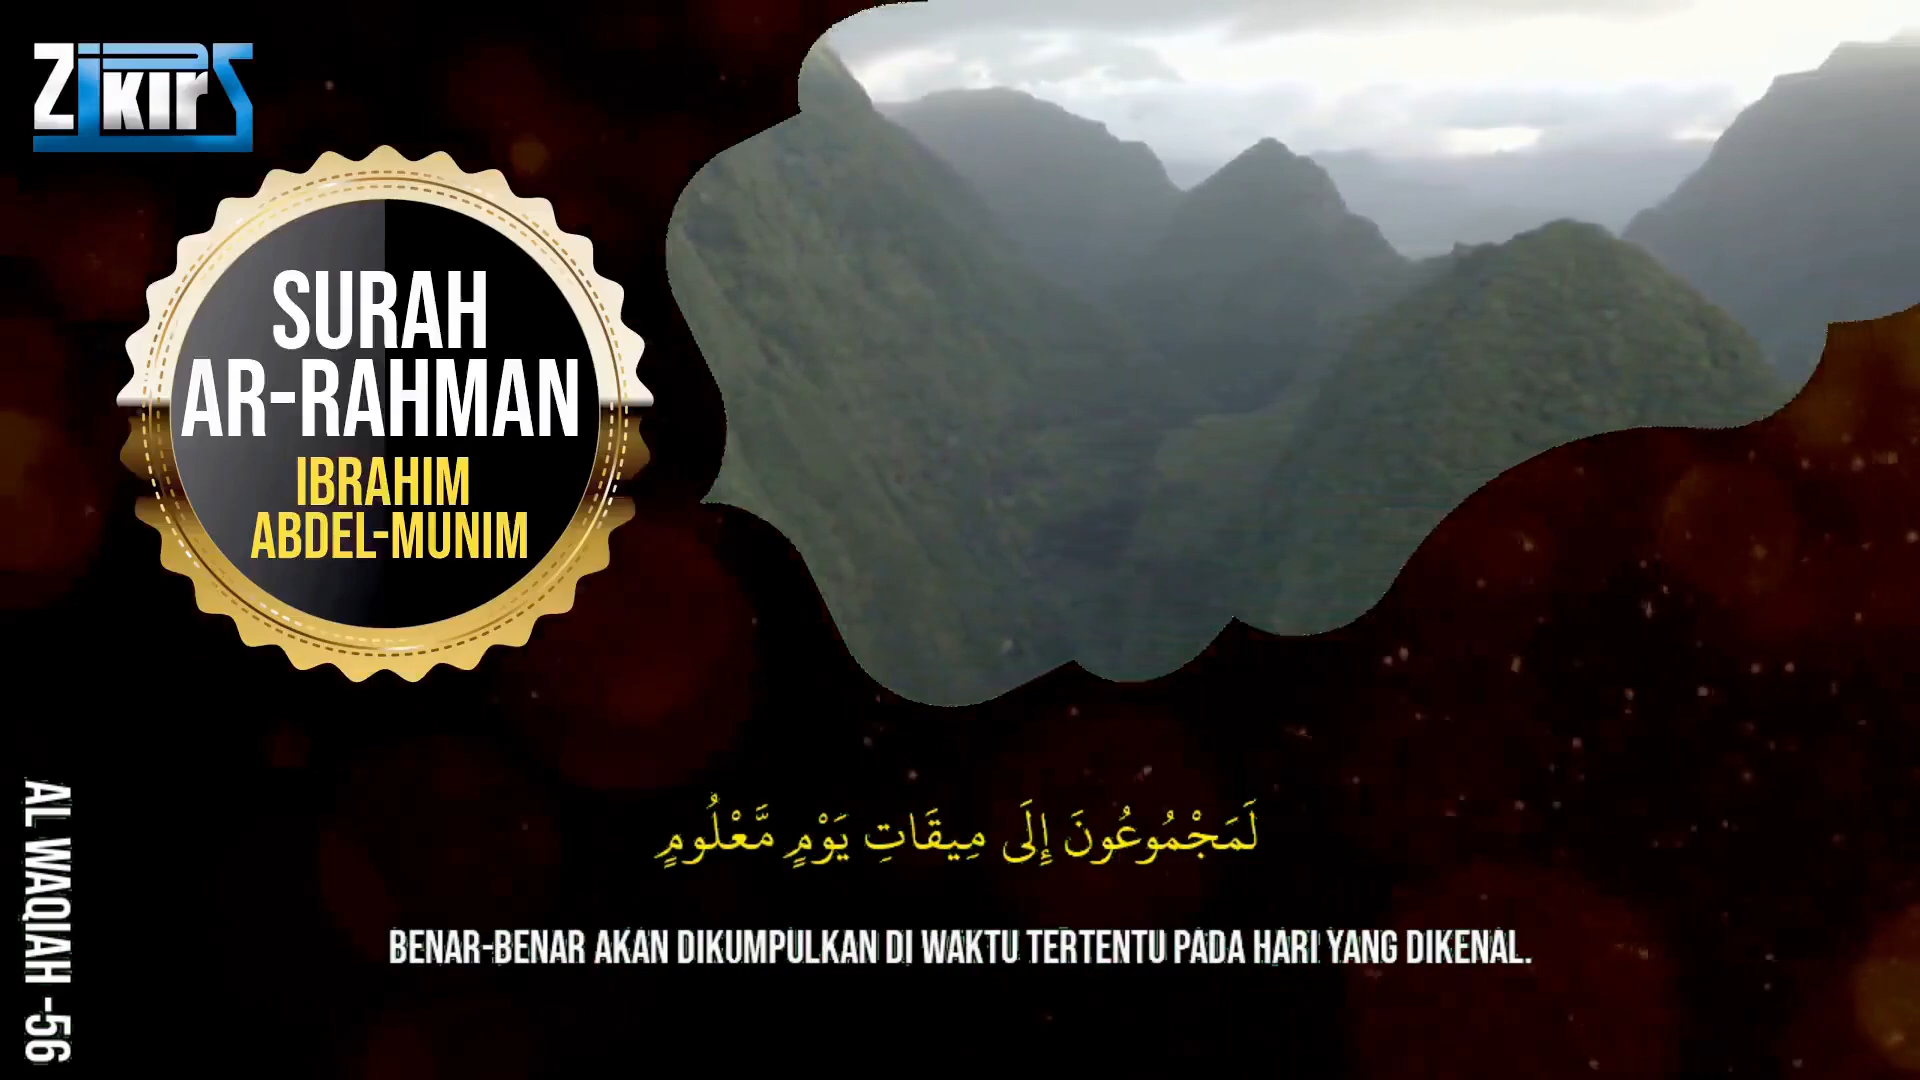 ZikirS
SURAH
AR-RAHMAN
IBRAHIM
ABDEL-MUNIM
لَمَجْمُوعُونَ إِلَى مِيقَاتِ يَوْمٍ مَّعْلُومٍ
BENAR-BENAR AKAN DIKUMPULKAN DI WAKTU TERTENTU PADA HARI YANG DIKENAL.
AL WAQIAH -56